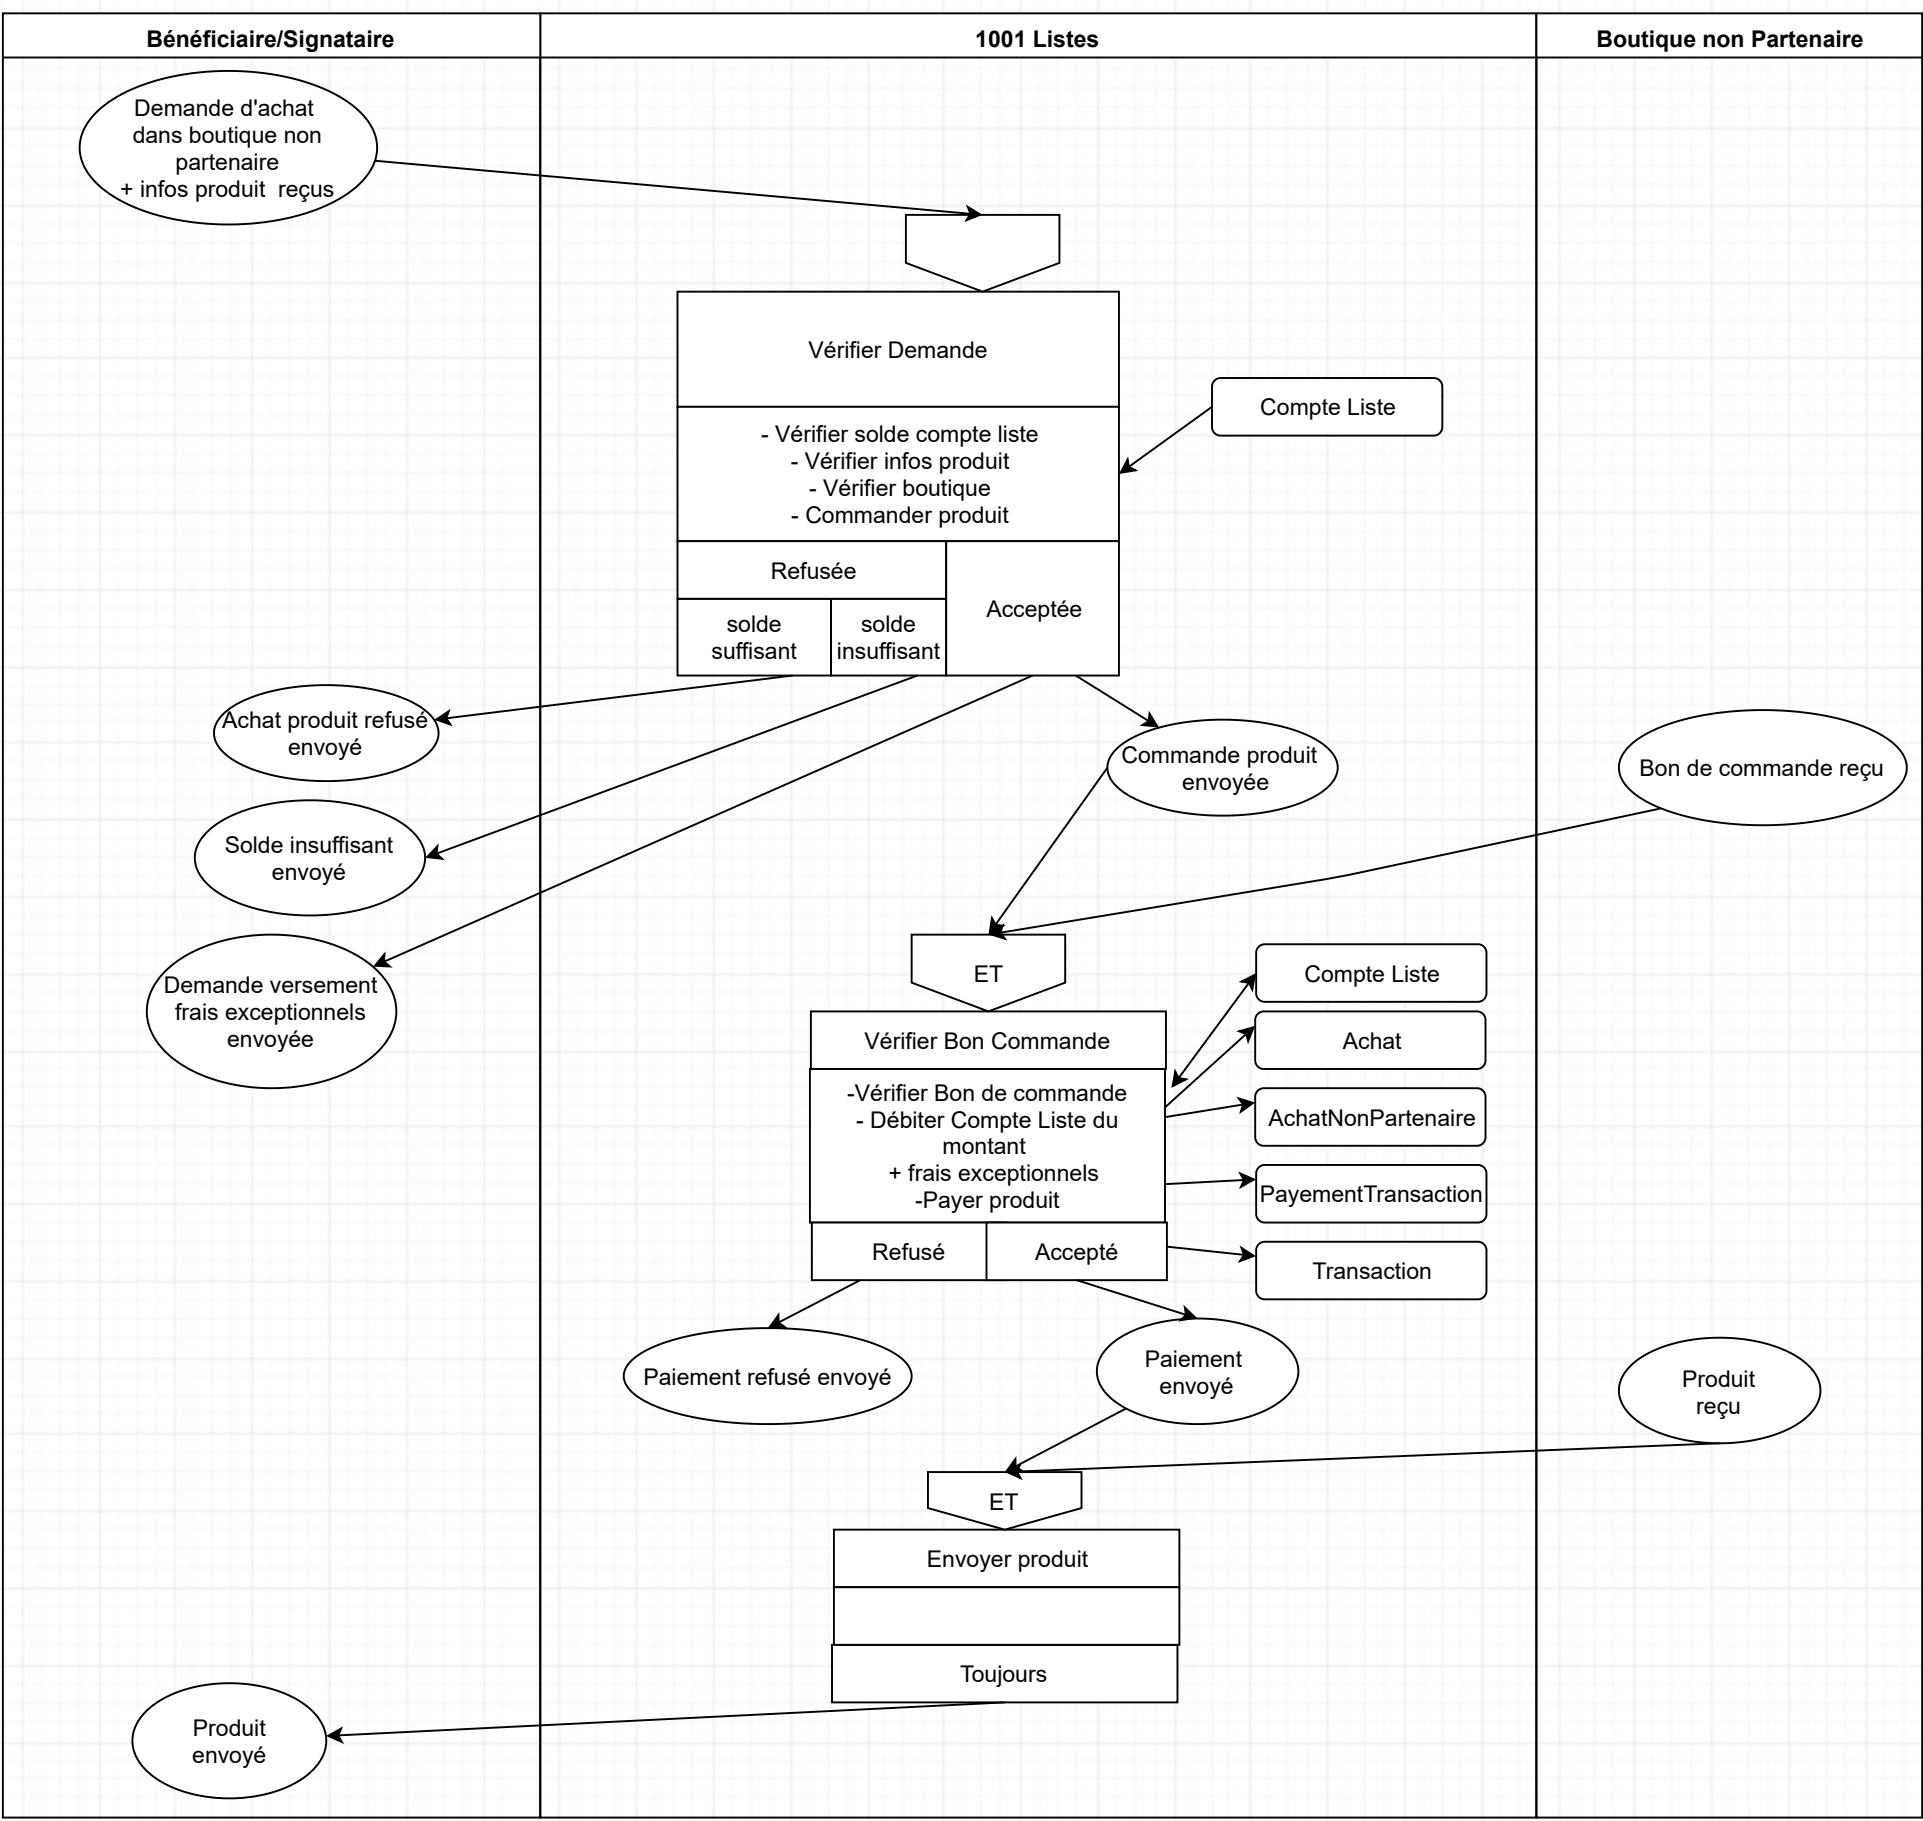 Bénéficiaire/Signataire
1001 Listes
Boutique non Partenaire
Demande d'achat
dans boutique non
partenaire
+ infos produit  reçus
Vérifier Demande
Compte Liste
- Vérifier solde compte liste
- Vérifier infos produit
- Vérifier boutique
- Commander produit
Refusée
Acceptée
solde
suffisant
solde
insuffisant
Achat produit refusé
envoyé
Commande produit
envoyée
Bon de commande reçu
Solde insuffisant
envoyé
Demande versement
frais exceptionnels
envoyée
ET
Compte Liste
Vérifier Bon Commande
Achat
-Vérifier Bon de commande
- Débiter Compte Liste du
montant
+ frais exceptionnels
-Payer produit
AchatNonPartenaire
PayementTransaction
Refusé
Accepté
Transaction
Paiement refusé envoyé
Paiement
envoyé
Produit
reçu
ET
Envoyer produit
Toujours
Produit
envoyé